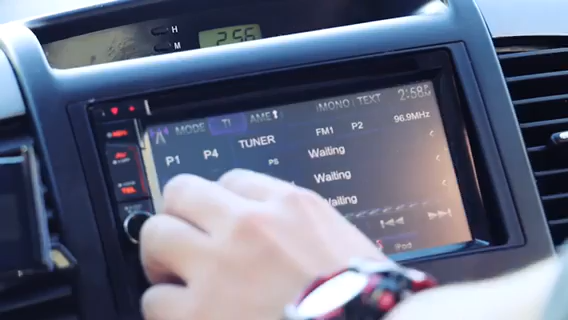 H
M 2:56
MONO TEXT 2:58
MODE TI AME
TUNER FM1 P2 96.9MHz
P1 P4
PS Waiting
Waiting
Waiting
iPod